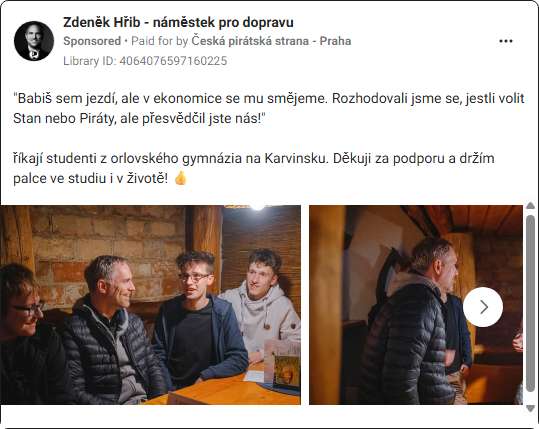 Zdeněk Hřib - náměstek pro dopravu
Sponsored • Paid for by Česká pirátská strana - Praha
Library ID: 4064076597160225
"Babiš sem jezdí, ale v ekonomice se mu smějeme. Rozhodovali jsme se, jestli volit
Stan nebo Piráty, ale přesvědčil jste nás!"
říkají studenti z orlovského gymnázia na Karvinsku. Děkuji za podporu a držím
palce ve studiu i v životě! 🤞